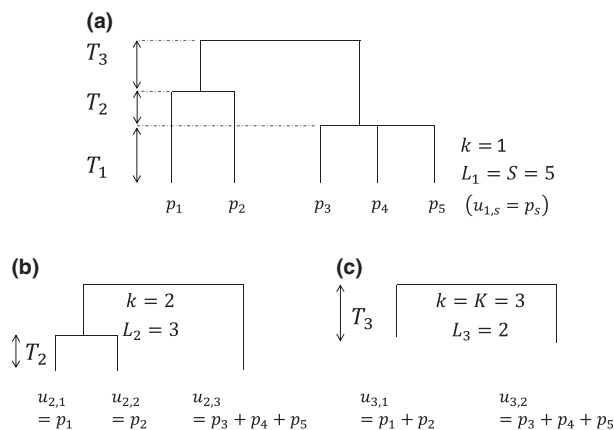 (a)
T₃
T₂
T₁
k = 1
L₁ = S = 5
p₁ p₂ p₃ p₄ p₅ (u₁,ₛ = pₛ)
(b) (c)
k = 2 k = K = 3
L₂ = 3 L₃ = 2
T₂ T₃
u₂,₁ u₂,₂ u₂,₃ u₃,₁ u₃,₂
= p₁ = p₂ = p₃ + p₄ + p₅ = p₁ + p₂ = p₃ + p₄ + p₅